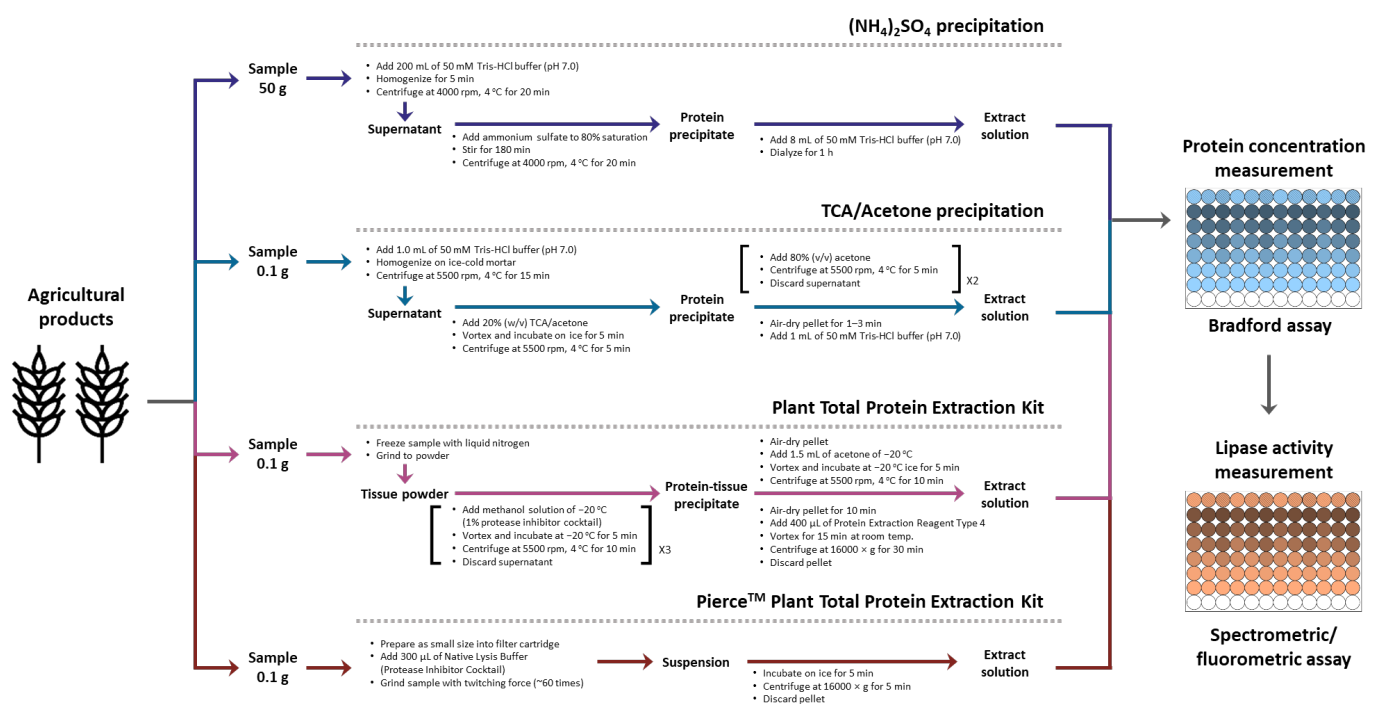 Agricultural
products
(NH4)2SO4 precipitation
Sample
50 g
• Add 200 mL of 50 mM Tris-HCl buffer (pH 7.0)
• Homogenize for 5 min
• Centrifuge at 4000 rpm, 4 °C for 20 min
Supernatant
• Add ammonium sulfate to 80% saturation
• Stir for 180 min
• Centrifuge at 4000 rpm, 4 °C for 20 min
Protein
precipitate
• Add 8 mL of 50 mM Tris-HCl buffer (pH 7.0)
• Dialyze for 1 h
Extract
solution
TCA/Acetone precipitation
Sample
0.1 g
• Add 1.0 mL of 50 mM Tris-HCl buffer (pH 7.0)
• Homogenize on ice-cold mortar
• Centrifuge at 5500 rpm, 4 °C for 15 min
Supernatant
• Add 20% (w/v) TCA/acetone
• Vortex and incubate on ice for 5 min
• Centrifuge at 5500 rpm, 4 °C for 5 min
Protein
precipitate
• Add 80% (v/v) acetone
• Centrifuge at 5500 rpm, 4 °C for 5 min
• Discard supernatant
X2
• Air-dry pellet for 1–3 min
• Add 1 mL of 50 mM Tris-HCl buffer (pH 7.0)
Extract
solution
Plant Total Protein Extraction Kit
Sample
0.1 g
• Freeze sample with liquid nitrogen
• Grind to powder
Tissue powder
• Add methanol solution of −20 °C
(1% protease inhibitor cocktail)
• Vortex and incubate at −20 °C for 5 min
• Centrifuge at 5500 rpm, 4 °C for 10 min
• Discard supernatant
X3
Protein-tissue
precipitate
• Air-dry pellet
• Add 1.5 mL of acetone of −20 °C
• Vortex and incubate at −20 °C ice for 5 min
• Centrifuge at 5500 rpm, 4 °C for 10 min
• Air-dry pellet for 10 min
• Add 400 µL of Protein Extraction Reagent Type 4
• Vortex for 15 min at room temp.
• Centrifuge at 16000 × g for 30 min
• Discard pellet
Extract
solution
Pierce™ Plant Total Protein Extraction Kit
Sample
0.1 g
• Prepare as small size into filter cartridge
• Add 300 µL of Native Lysis Buffer
(Protease Inhibitor Cocktail)
• Grind sample with twitching force (~60 times)
Suspension
• Incubate on ice for 5 min
• Centrifuge at 16000 × g for 5 min
• Discard pellet
Extract
solution
Protein concentration
measurement
Bradford assay
Lipase activity
measurement
Spectrometric/
fluorometric assay